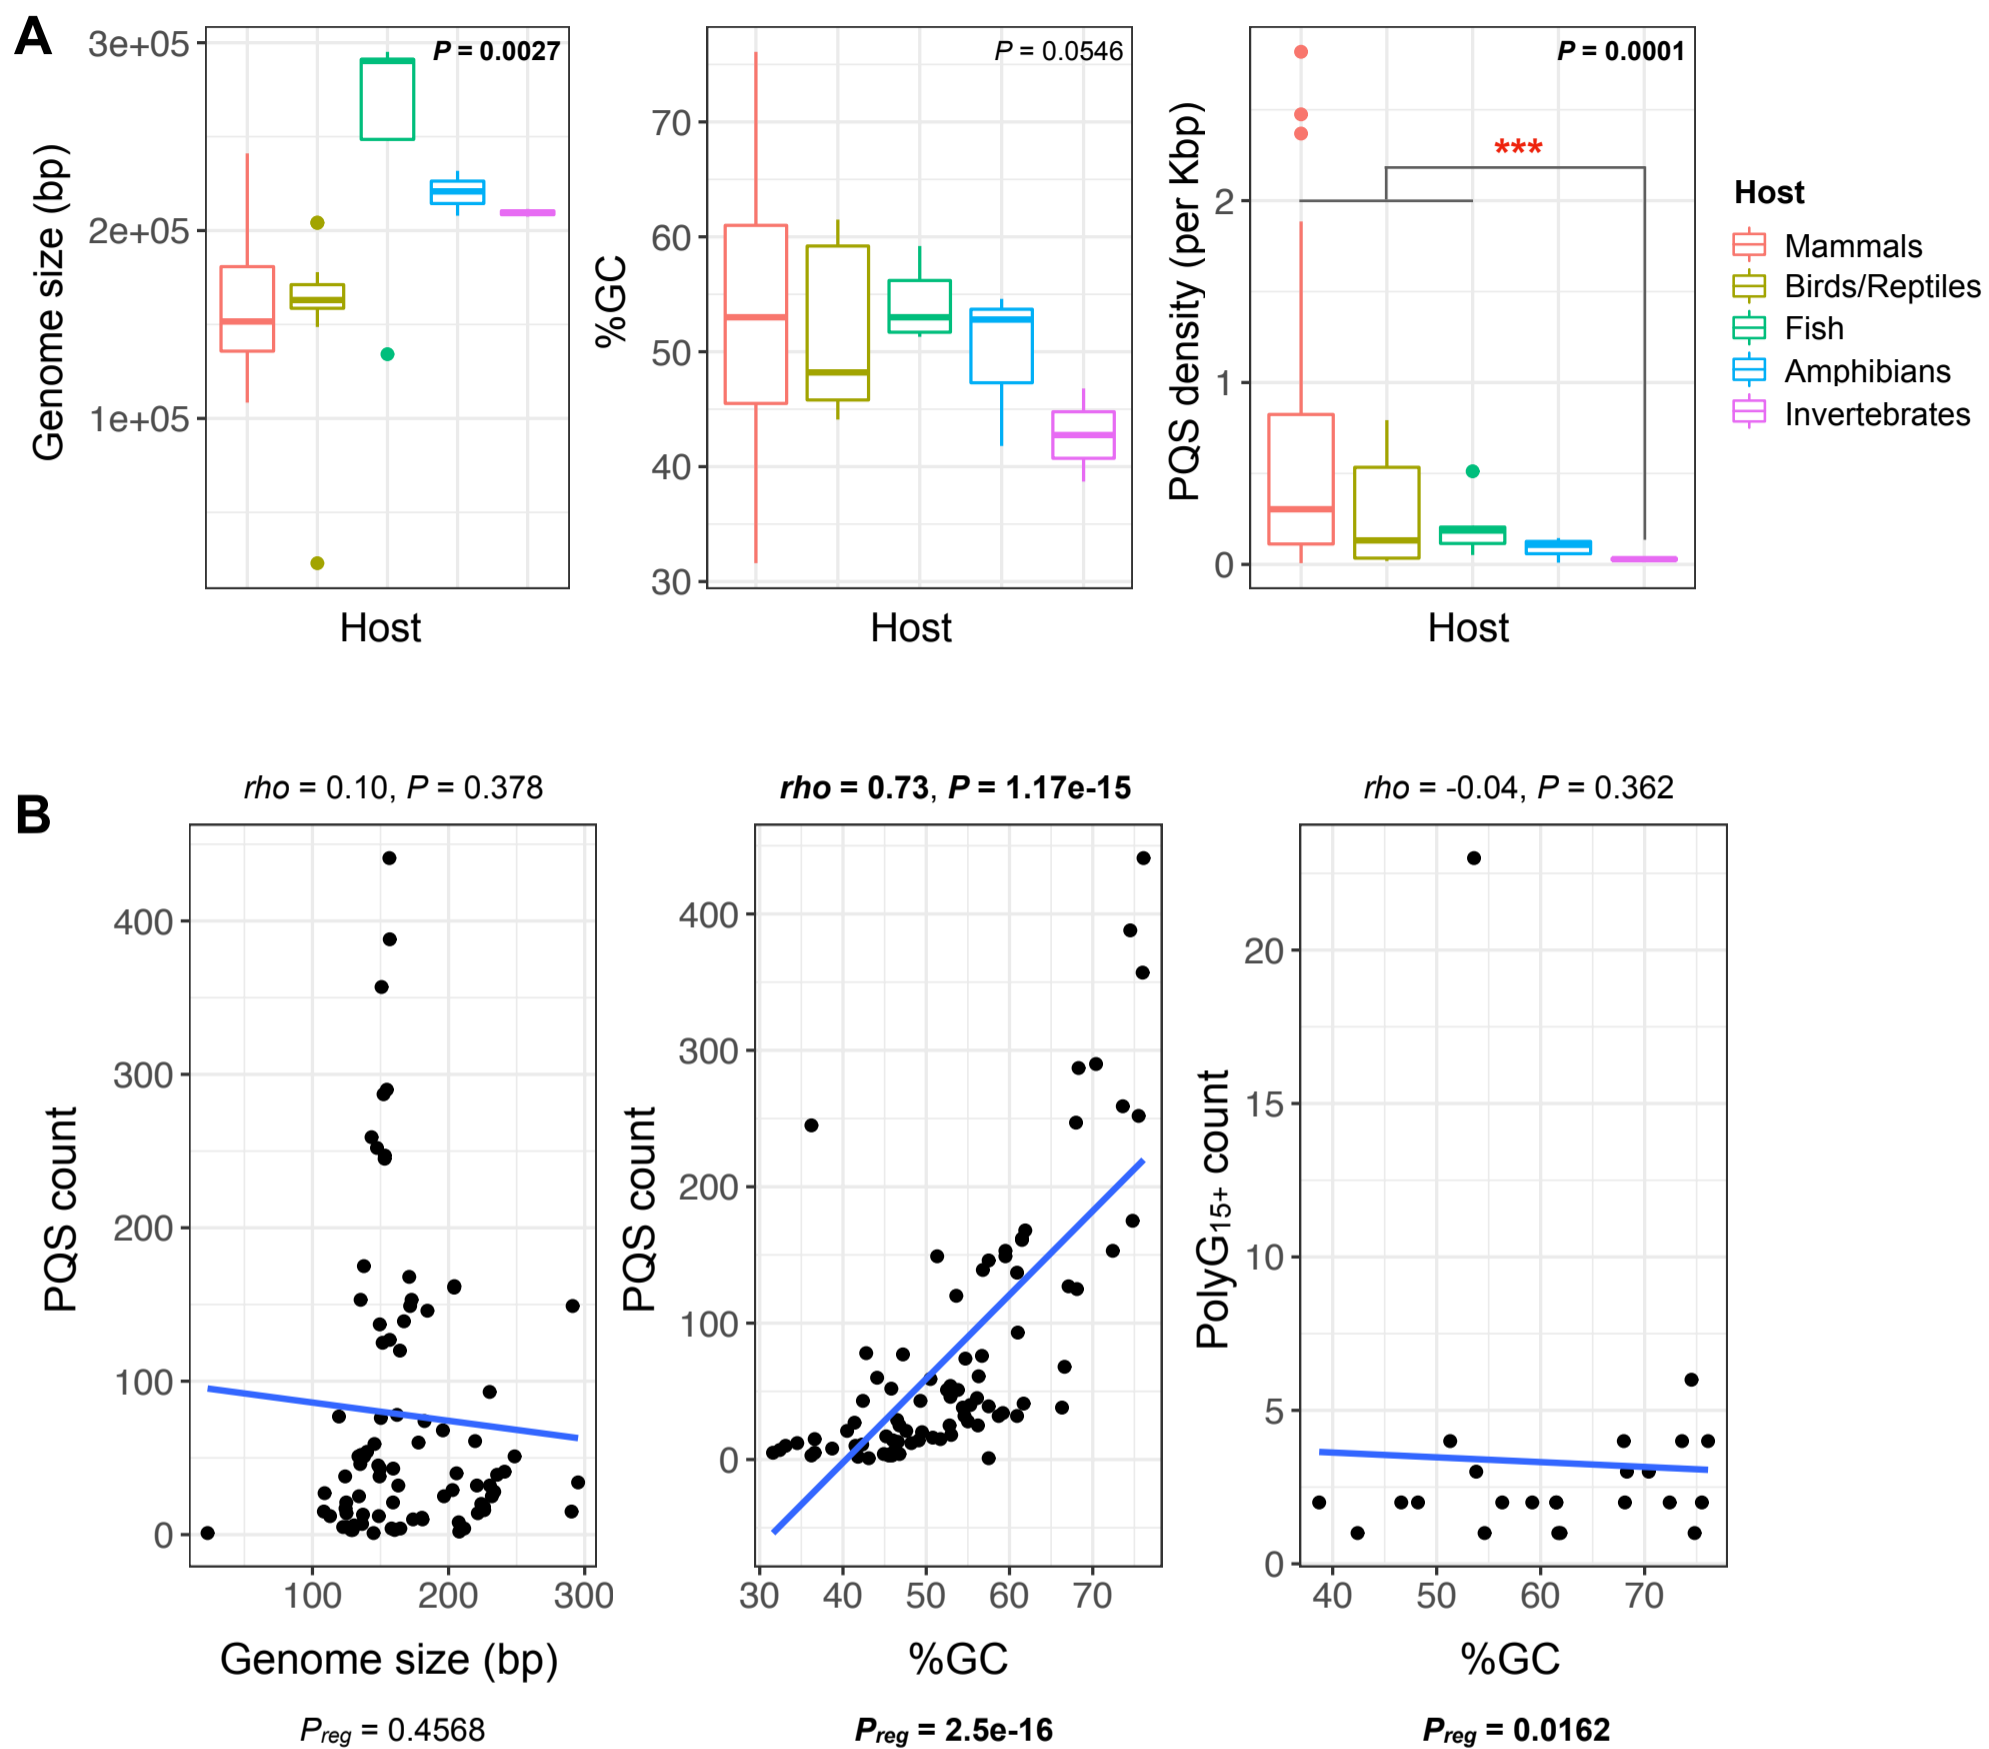 A
P = 0.0027
P = 0.0546
P = 0.0001
3e+05
2e+05
1e+05
Genome size (bp)
Host
70
60
50
40
30
%GC
Host
2
1
0
PQS density (per Kbp)
***
Host
Host
Mammals
Birds/Reptiles
Fish
Amphibians
Invertebrates
B
rho = 0.10, P = 0.378
400
300
200
100
0
PQS count
100 200 300
Genome size (bp)
Preg = 0.4568
rho = 0.73, P = 1.17e-15
400
300
200
100
0
PQS count
30 40 50 60 70
%GC
Preg = 2.5e-16
rho = -0.04, P = 0.362
20
15
10
5
0
PolyG15+ count
40 50 60 70
%GC
Preg = 0.0162